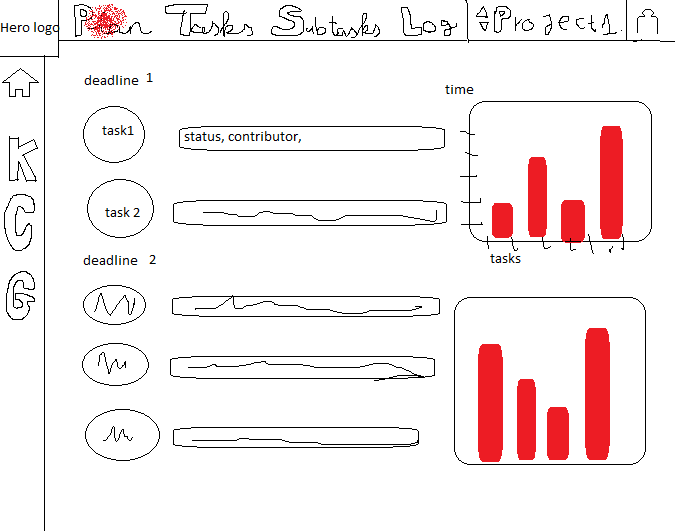 Hero logo
Plan Tasks Subtasks Log Project1.
K
C
G
deadline 1
time
task1
status, contributor,
task 2
deadline 2
tasks